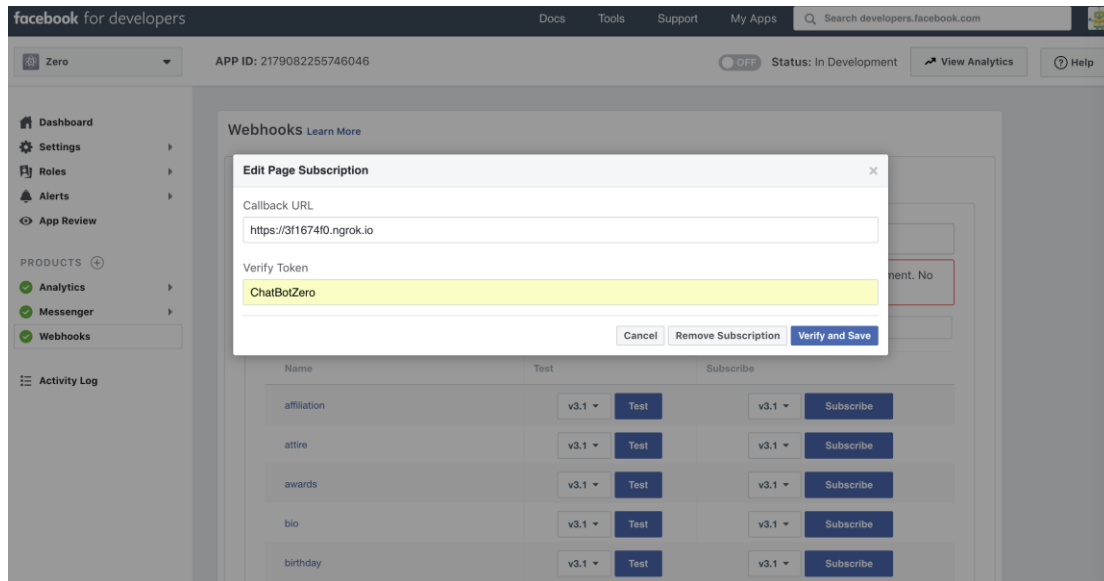 facebook for developers Docs Tools Support My Apps Search developers.facebook.com
Zero APP ID: 2179082255746046 OFF Status: In Development View Analytics Help
Dashboard
Settings
Roles
Alerts
App Review
PRODUCTS
Analytics
Messenger
Webhooks
Activity Log
Webhooks Learn More
Edit Page Subscription
Callback URL
https://3f1674f0.ngrok.io
Verify Token
ChatBotZero
Cancel Remove Subscription Verify and Save
ment. No
Name Test Subscribe
affiliation v3.1 Test v3.1 Subscribe
attire v3.1 Test v3.1 Subscribe
awards v3.1 Test v3.1 Subscribe
bio v3.1 Test v3.1 Subscribe
birthday v3.1 Test v3.1 Subscribe